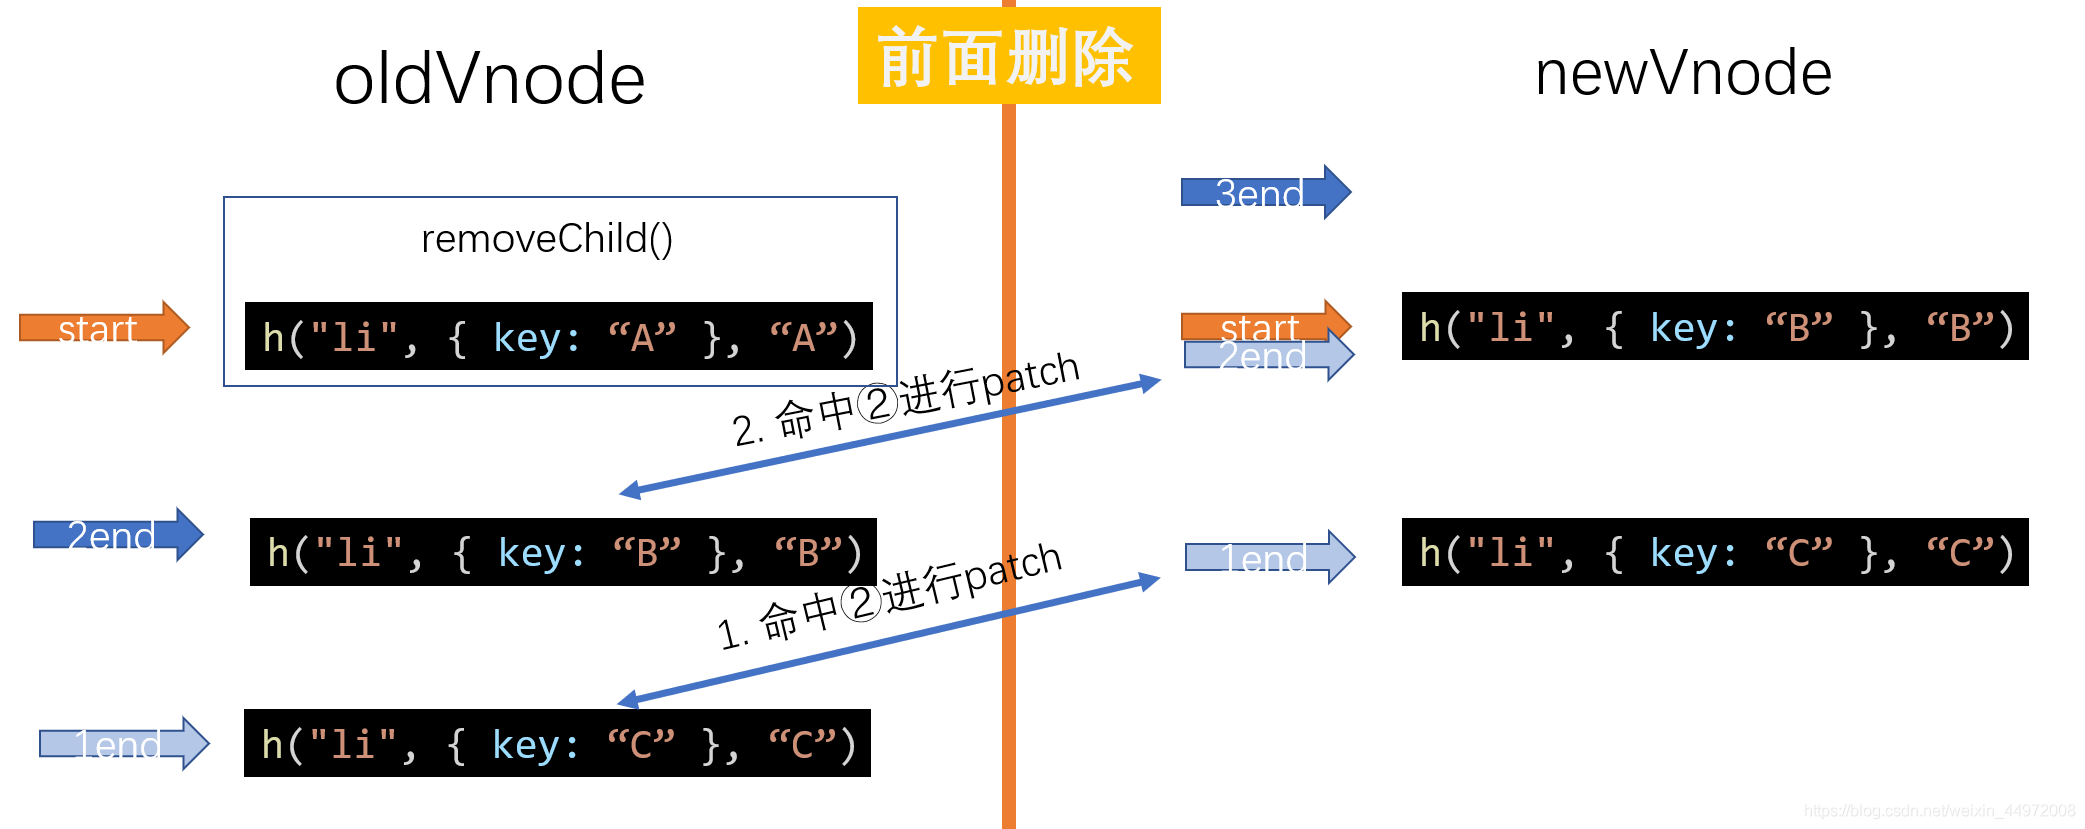 前面删除
oldVnode
newVnode
3end
removeChild()
start
h("li", { key: “A” }, “A”)
start
2end
h("li", { key: “B” }, “B”)
2. 命中②进行patch
2end
h("li", { key: “B” }, “B”)
1end
h("li", { key: “C” }, “C”)
1. 命中②进行patch
1end
h("li", { key: “C” }, “C”)
https://blog.csdn.net/weixin_44972008